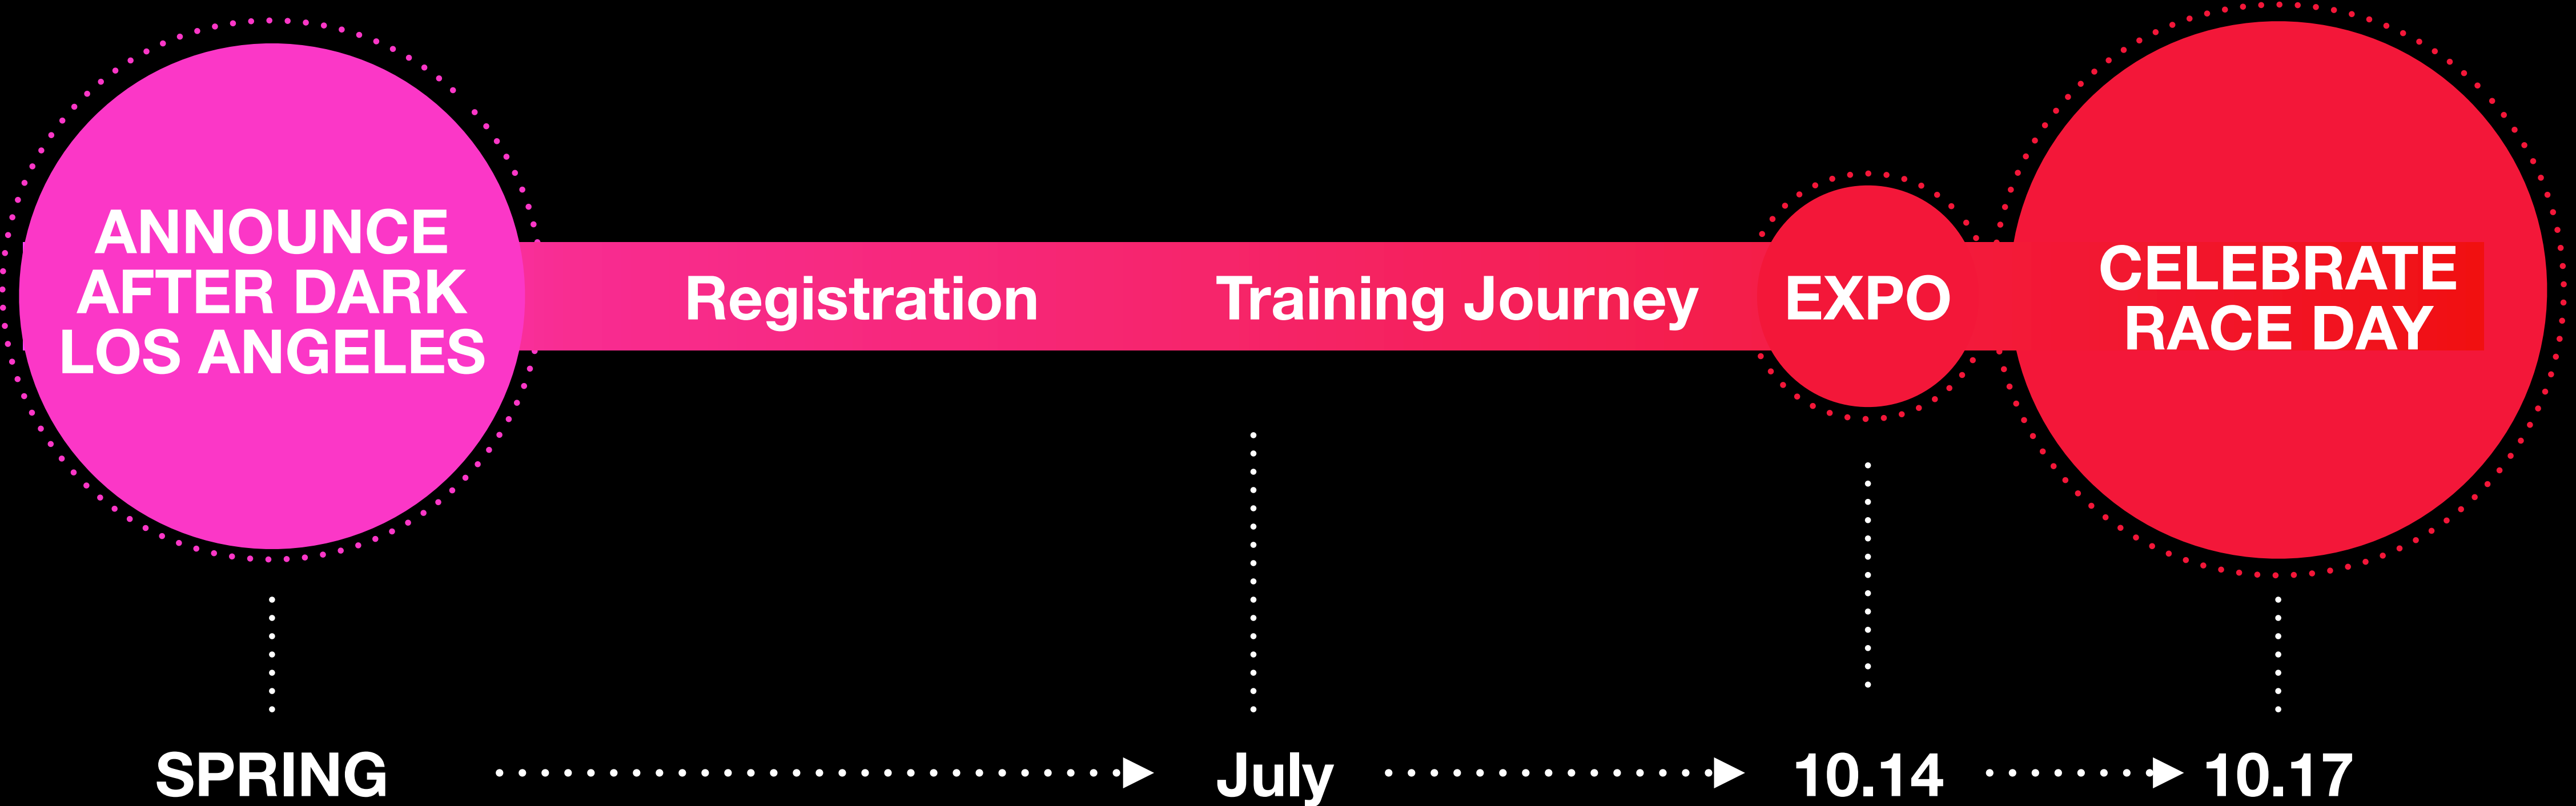 ANNOUNCE
AFTER DARK
LOS ANGELES
Registration
Training Journey
EXPO
CELEBRATE
RACE DAY
SPRING
July
10.14
10.17